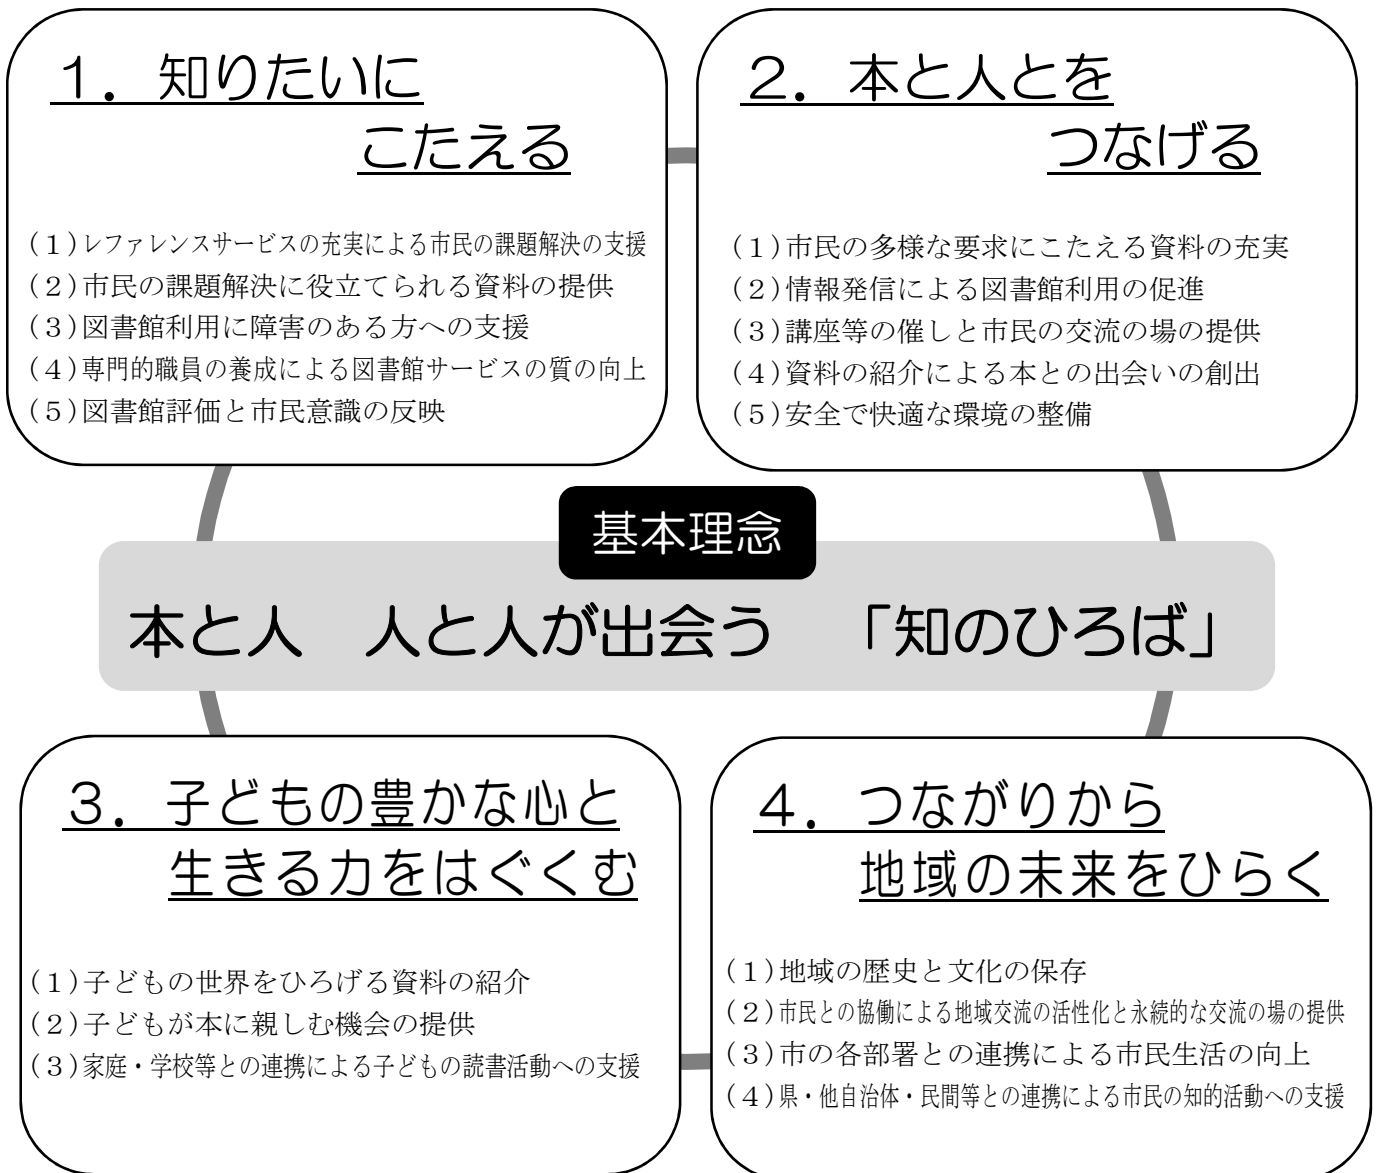 １．知りたいに
こたえる
(１)レファレンスサービスの充実による市民の課題解決の支援
(２)市民の課題解決に役立てられる資料の提供
(３)図書館利用に障害のある方への支援
(４)専門的職員の養成による図書館サービスの質の向上
(５)図書館評価と市民意識の反映
２．本と人とを
つなげる
(１)市民の多様な要求にこたえる資料の充実
(２)情報発信による図書館利用の促進
(３)講座等の催しと市民の交流の場の提供
(４)資料の紹介による本との出会いの創出
(５)安全で快適な環境の整備
基本理念
本と人　人と人が出会う　「知のひろば」
３．子どもの豊かな心と
生きる力をはぐくむ
(１)子どもの世界をひろげる資料の紹介
(２)子どもが本に親しむ機会の提供
(３)家庭・学校等との連携による子どもの読書活動への支援
４．つながりから
地域の未来をひらく
(１)地域の歴史と文化の保存
(２)市民との協働による地域交流の活性化と永続的な交流の場の提供
(３)市の各部署との連携による市民生活の向上
(４)県・他自治体・民間等との連携による市民の知的活動への支援